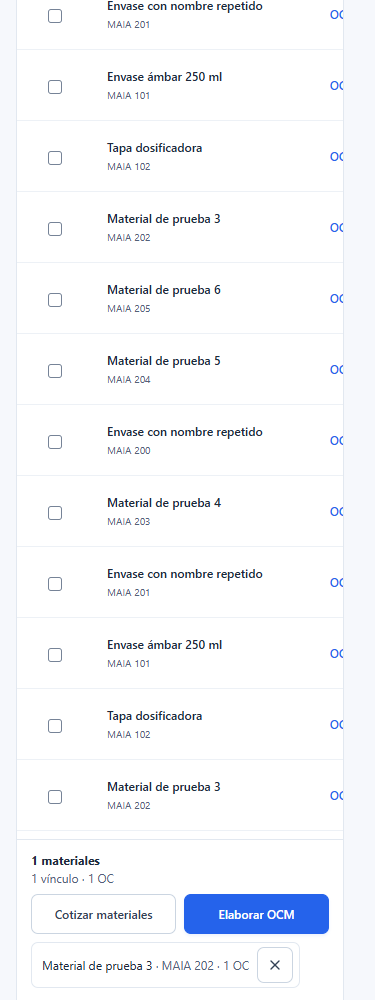 Envase con nombre repetido
MAIA 201
Envase ámbar 250 ml
MAIA 101
Tapa dosificadora
MAIA 102
Material de prueba 3
MAIA 202
Material de prueba 6
MAIA 205
Material de prueba 5
MAIA 204
Envase con nombre repetido
MAIA 200
Material de prueba 4
MAIA 203
Envase con nombre repetido
MAIA 201
Envase ámbar 250 ml
MAIA 101
Tapa dosificadora
MAIA 102
Material de prueba 3
MAIA 202
1 materiales
1 vínculo · 1 OC
Cotizar materiales
Elaborar OCM
Material de prueba 3 · MAIA 202 · 1 OC